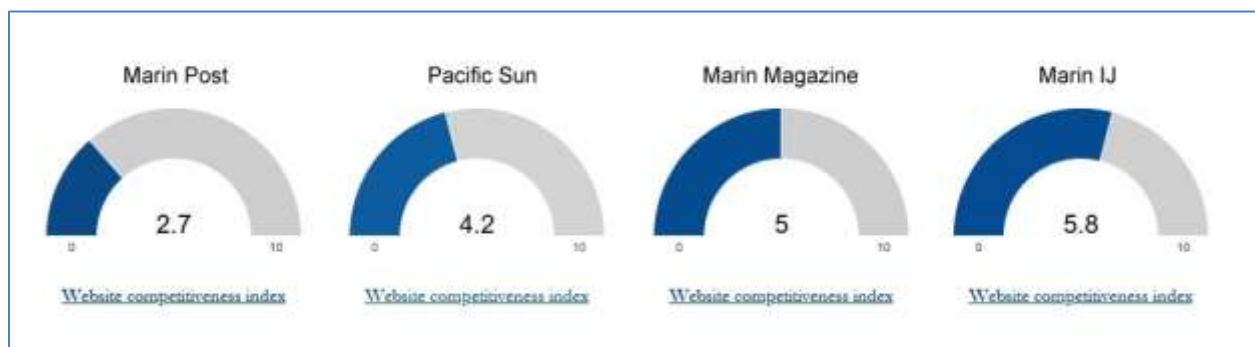 Marin Post
Pacific Sun
Marin Magazine
Marin IJ
2.7
4.2
5
5.8
0
10
0
10
0
10
0
10
Website competitiveness index
Website competitiveness index
Website competitiveness index
Website competitiveness index